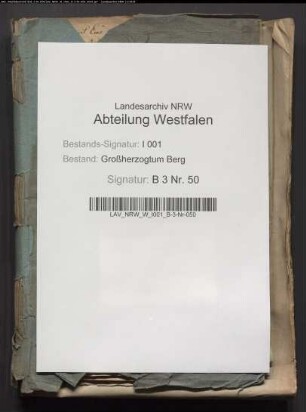 Landesarchiv NRW
Abteilung Westfalen
Bestands-Signatur: I 001
Bestand: Großherzogtum Berg
Signatur: B 3 Nr. 50
LAV_NRW_W_I001_B-3-Nr-050